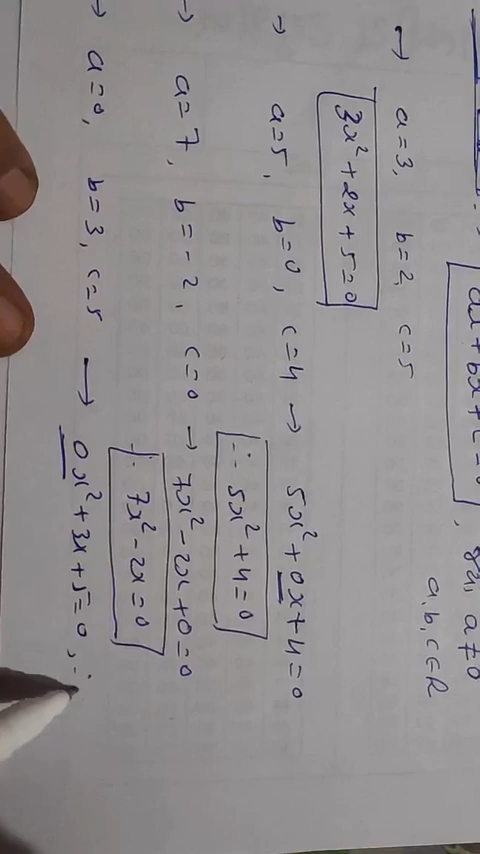 ax² + bx + c = 0, a ≠ 0
a, b, c ∈ R
→ a = 3, b = 2, c = 5
3x² + 2x + 5 = 0
→ a = 5, b = 0, c = 4 → 5x² + 0x + 4 = 0
∴ 5x² + 4 = 0
→ a = 7, b = - 2, c = 0 → 7x² - 2x + 0 = 0
∴ 7x² - 2x = 0
→ a = 0, b = 3, c = 5 → 0x² + 3x + 5 = 0, ∴